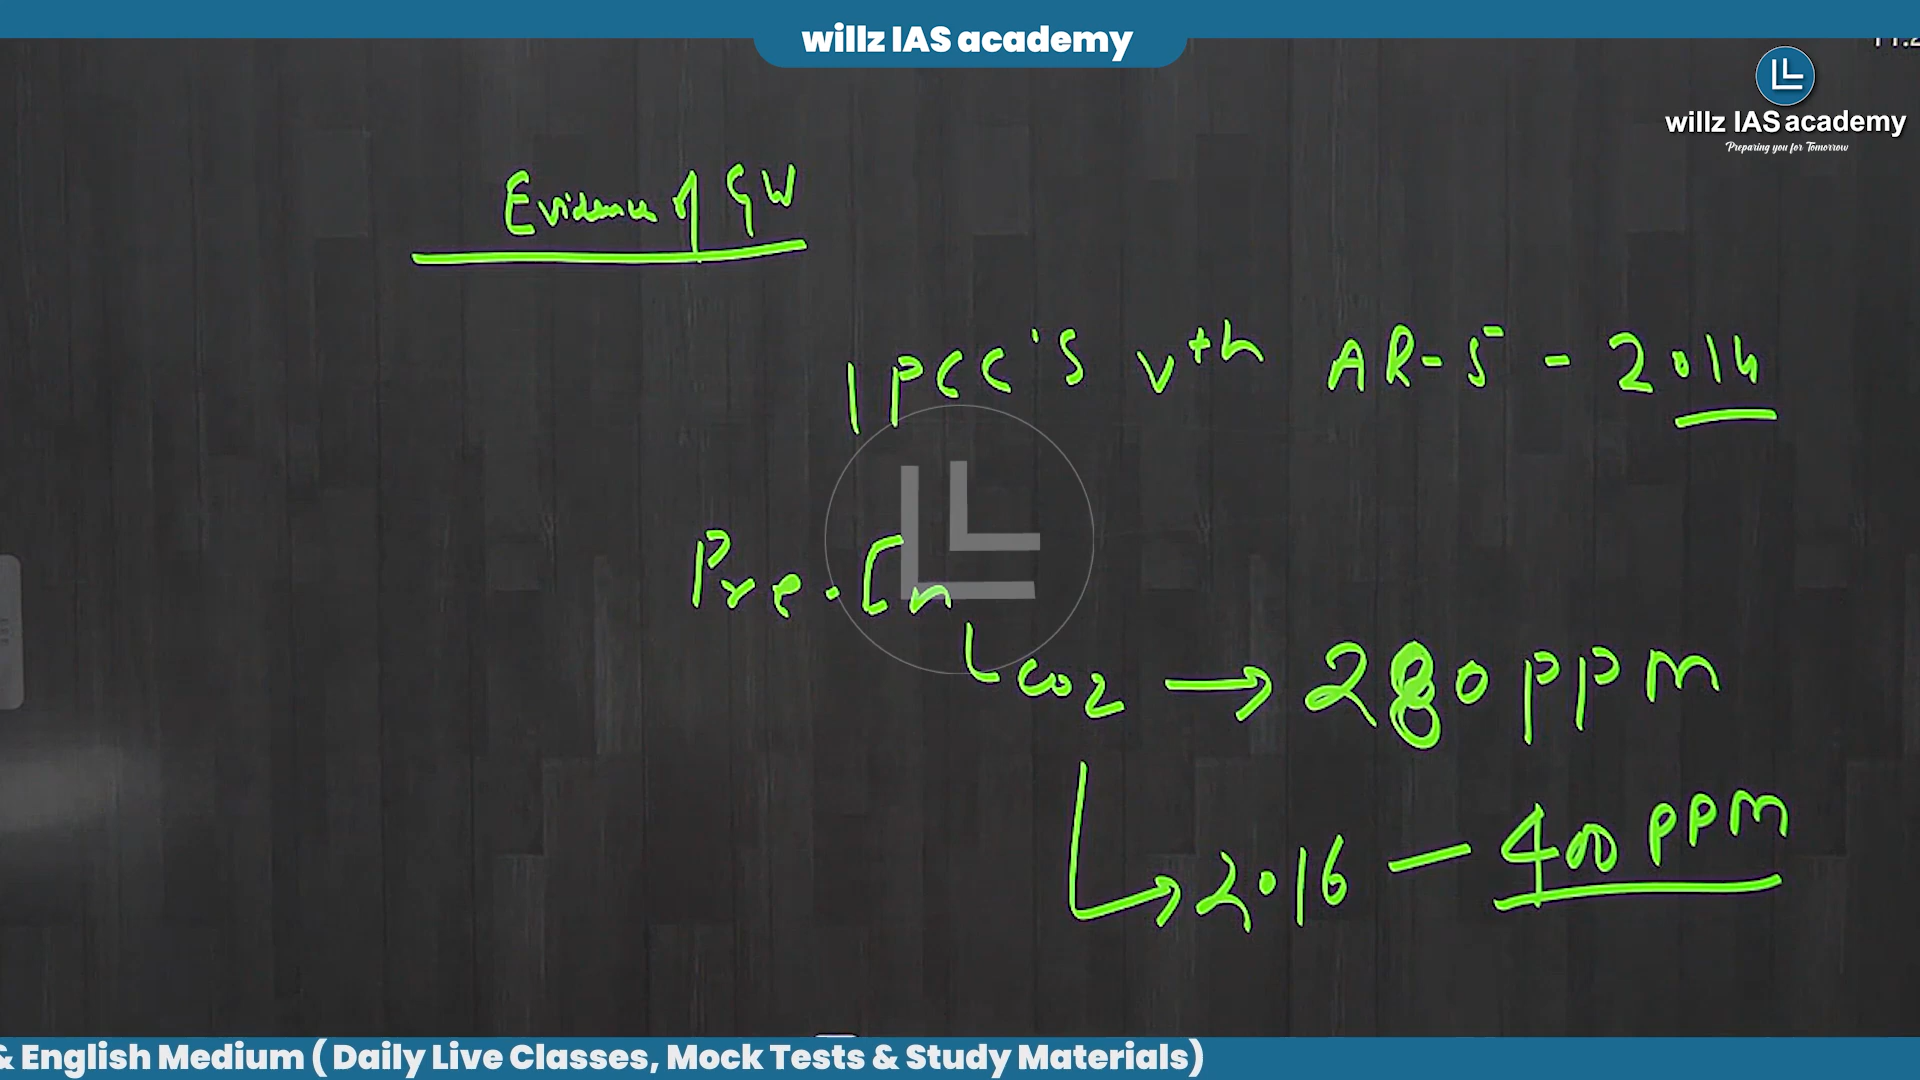 willz IAS academy
willz IAS academy
Preparing you for Tomorrow
Evidence of GW
IPCC's Vth AR-5 - 2014
Pre-In
CO2 → 280 ppm
2016 - 400 ppm
& English Medium ( Daily Live Classes, Mock Tests & Study Materials)